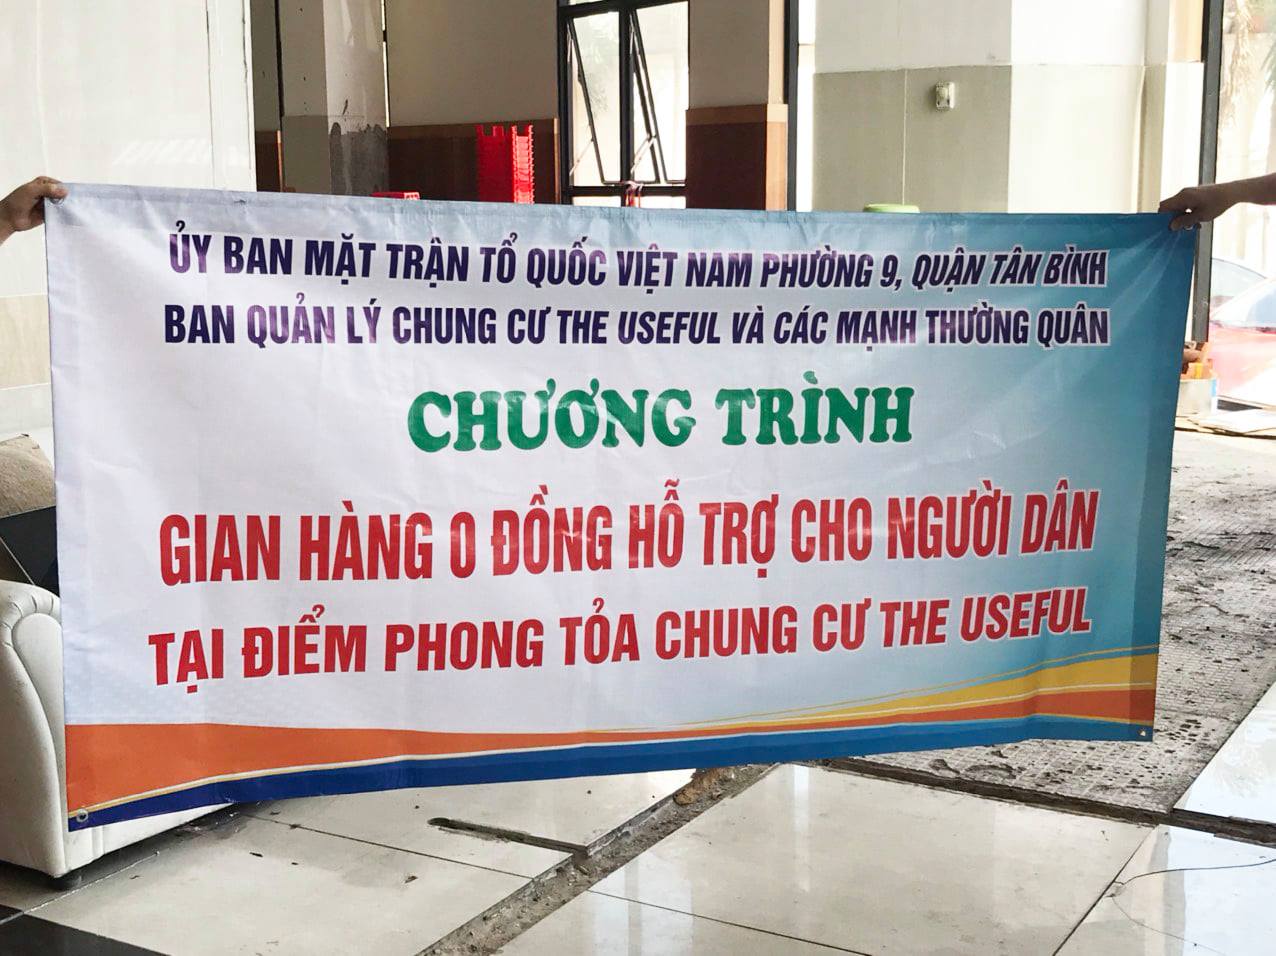 ỦY BAN MẶT TRẬN TỔ QUỐC VIỆT NAM PHƯỜNG 9, QUẬN TÂN BÌNH
BAN QUẢN LÝ CHUNG CƯ THE USEFUL VÀ CÁC MẠNH THƯỜNG QUÂN
CHƯƠNG TRÌNH
GIAN HÀNG 0 ĐỒNG HỖ TRỢ CHO NGƯỜI DÂN
TẠI ĐIỂM PHONG TỎA CHUNG CƯ THE USEFUL